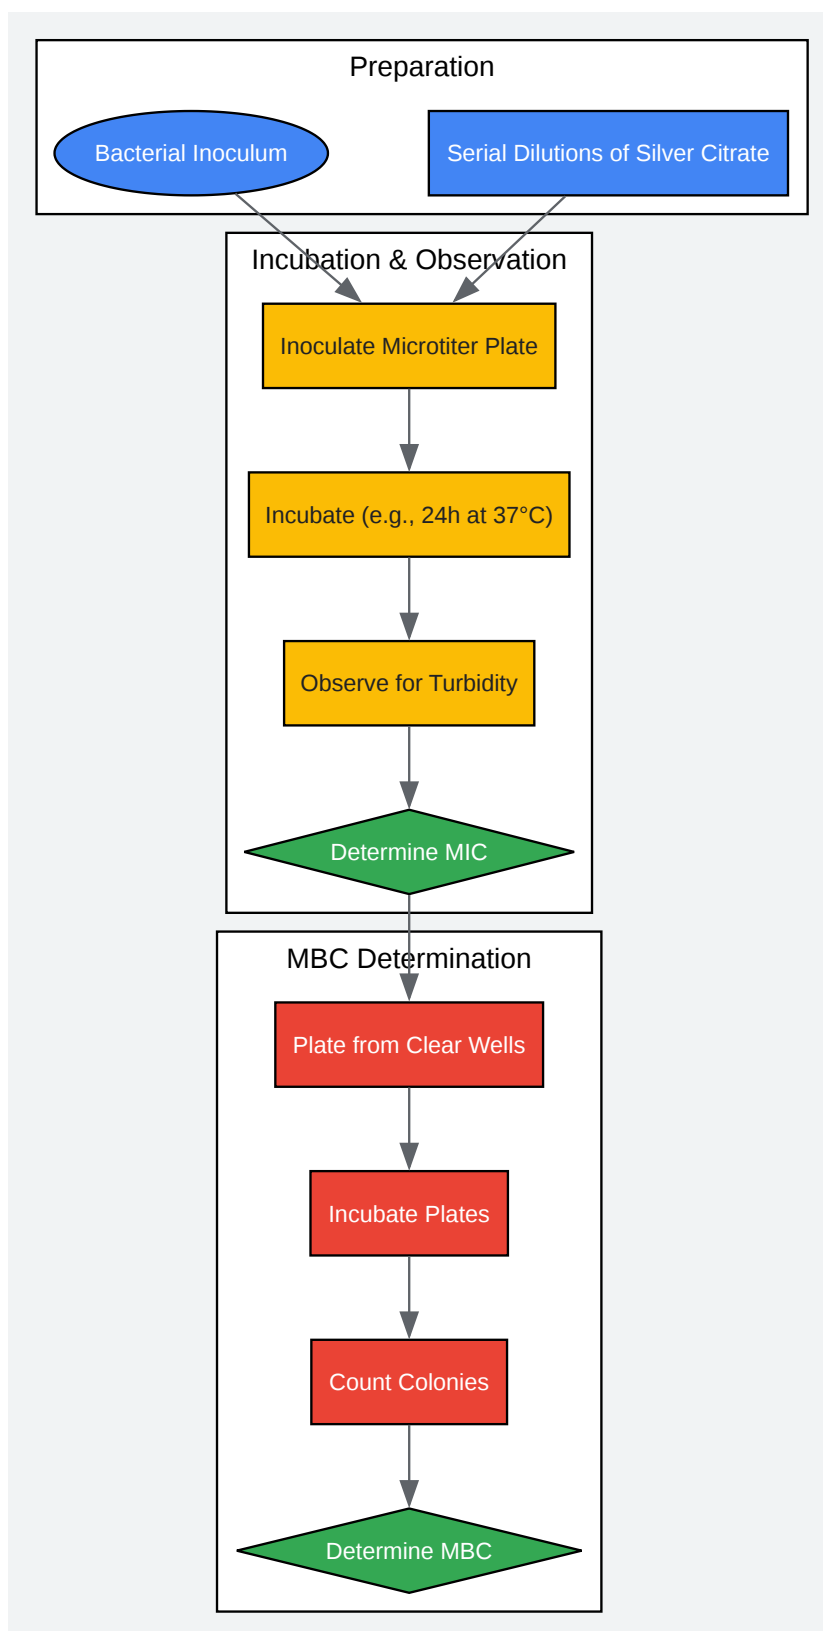 Preparation
Bacterial Inoculum
Serial Dilutions of Silver Citrate
Incubation & Observation
Inoculate Microtiter Plate
Incubate (e.g., 24h at 37°C)
Observe for Turbidity
Determine MIC
MBC Determination
Plate from Clear Wells
Incubate Plates
Count Colonies
Determine MBC